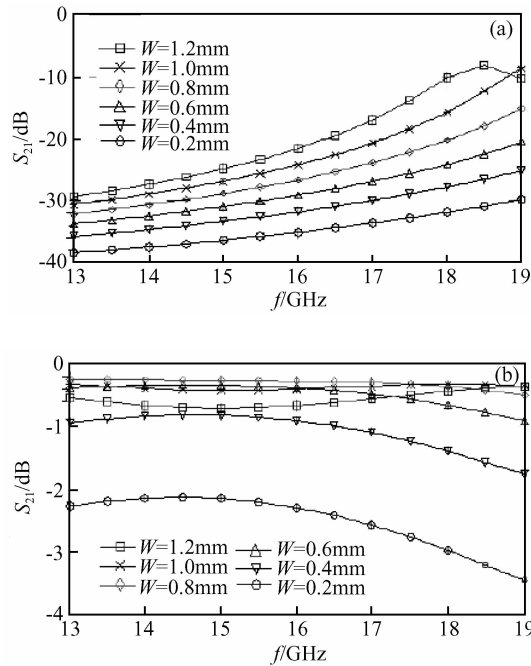 0
(a)
W=1.2mm
W=1.0mm
W=0.8mm
W=0.6mm
W=0.4mm
W=0.2mm
-10
-20
-30
-40
S21/dB
13 14 15 16 17 18 19
f/GHz
0
(b)
-1
-2
-3
-4
S21/dB
W=1.2mm W=0.6mm
W=1.0mm W=0.4mm
W=0.8mm W=0.2mm
13 14 15 16 17 18 19
f/GHz